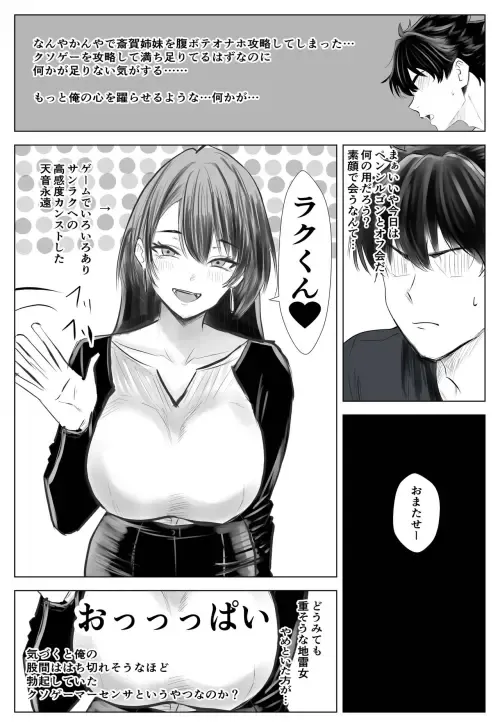 なんやかんやで斎賀姉妹を腹ボテオナホ攻略してしまった…
クソゲーを攻略して満ち足りてるはずなのに
何かが足りない気がする……
もっと俺の心を躍らせるような…何かが…
まぁいいや今日は
ペンシルゴンとオフ会だ、
何の用だろう？
素顔で会うなんて…
おまたせー
ラクくん♥
→
ゲームでいろいろあり
サンラクへの
高感度カンストした
天音永遠
どうみても
重そうな地雷女
やめといた方が…
おっっっぱい
気づくと俺の
股間ははち切れそうなほど
勃起していた
クソゲーマーセンサというやつなのか？